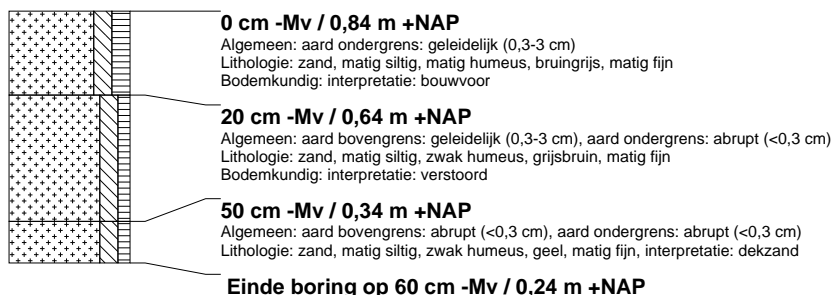 0 cm -Mv / 0,84 m +NAP
Algemeen: aard ondergrens: geleidelijk (0,3-3 cm)
Lithologie: zand, matig siltig, matig humeus, bruingrijs, matig fijn
Bodemkundig: interpretatie: bouwvoor
20 cm -Mv / 0,64 m +NAP
Algemeen: aard bovengrens: geleidelijk (0,3-3 cm), aard ondergrens: abrupt (<0,3 cm)
Lithologie: zand, matig siltig, zwak humeus, grijsbruin, matig fijn
Bodemkundig: interpretatie: verstoord
50 cm -Mv / 0,34 m +NAP
Algemeen: aard bovengrens: abrupt (<0,3 cm), aard ondergrens: abrupt (<0,3 cm)
Lithologie: zand, matig siltig, zwak humeus, geel, matig fijn, interpretatie: dekzand
Einde boring op 60 cm -Mv / 0,24 m +NAP